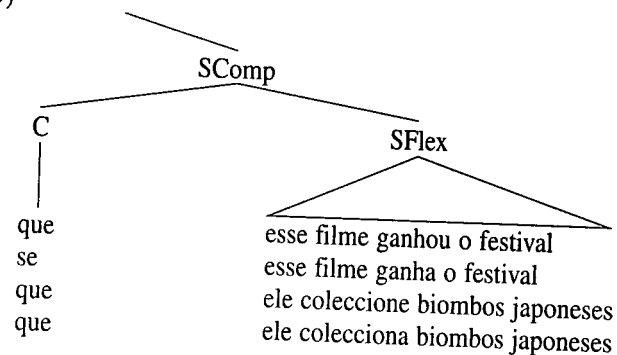 SComp
C SFlex
que esse filme ganhou o festival
se esse filme ganha o festival
que ele coleccione biombos japoneses
que ele colecciona biombos japoneses